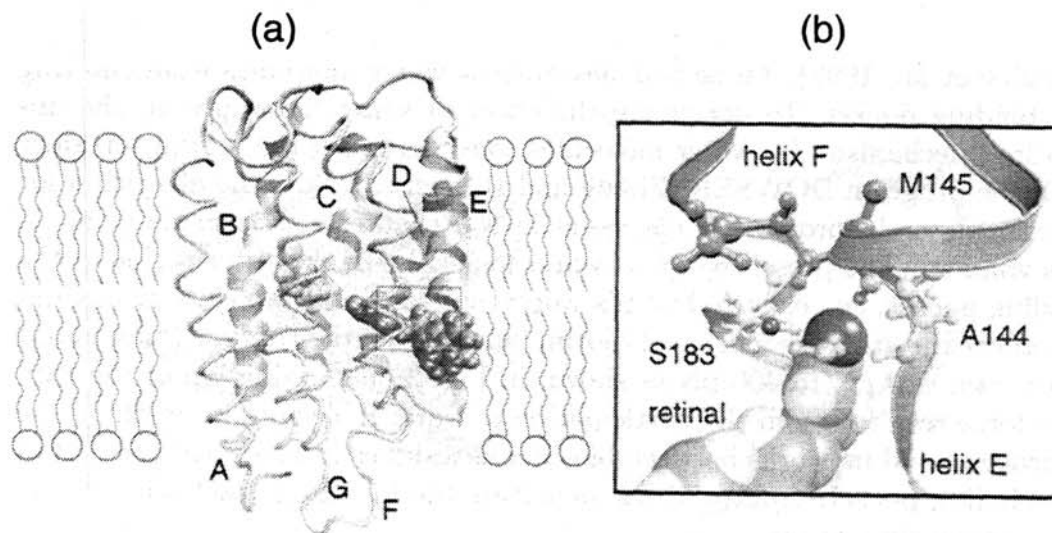 (a)
(b)
B
C
D
E
A
G
F
helix F
M145
S183
A144
retinal
helix E